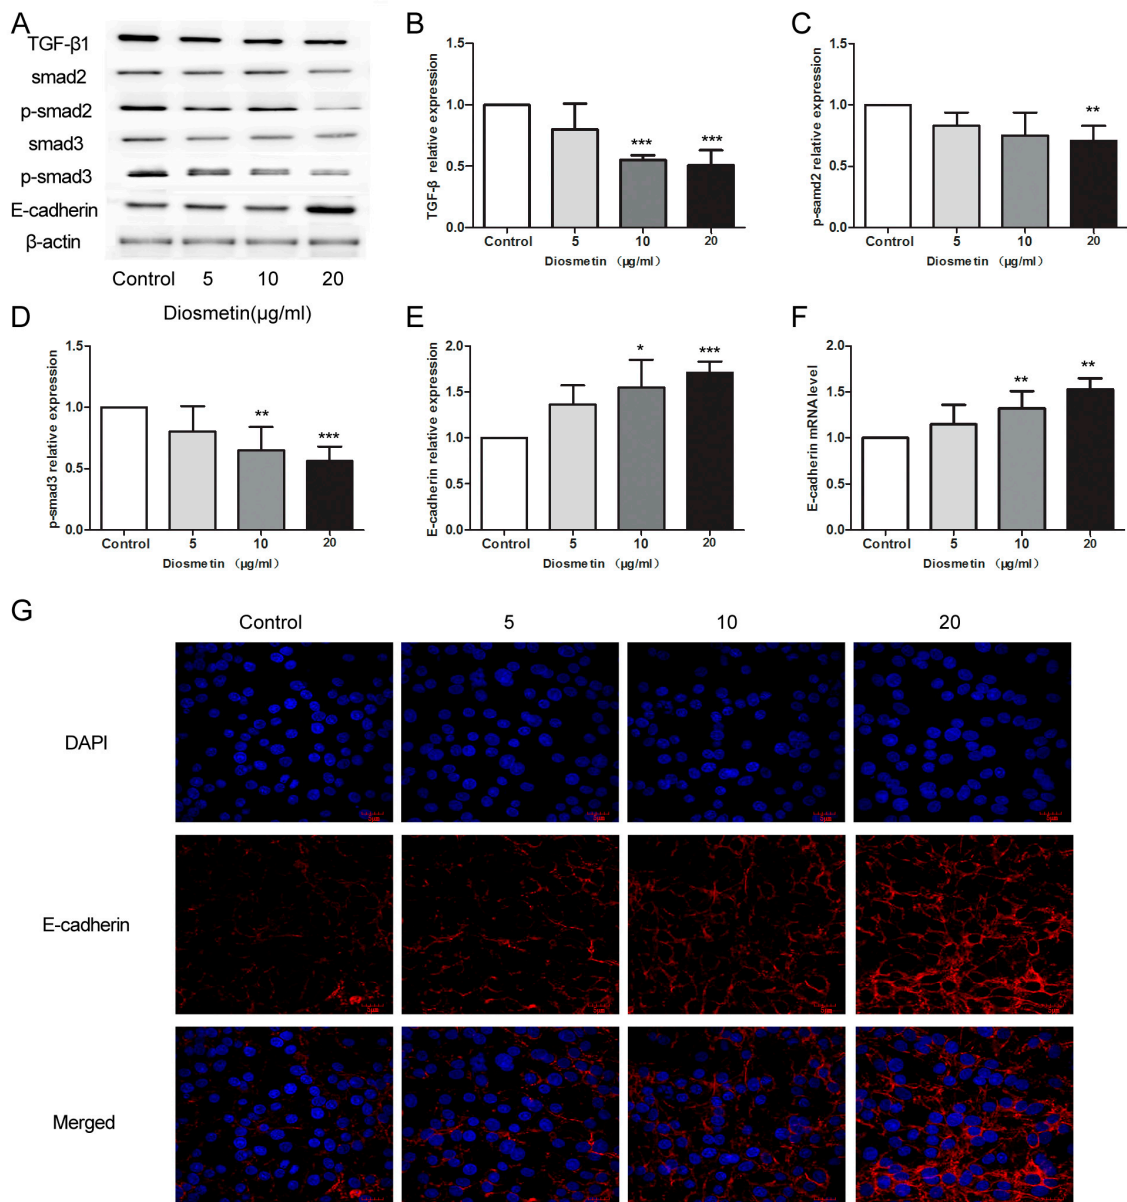 A
TGF-β1
smad2
p-smad2
smad3
p-smad3
E-cadherin
β-actin
Control 5 10 20
Diosmetin(μg/ml)
B
TGF-β relative expression
1.5
1.0
0.5
0.0
*** ***
Control 5 10 20
Diosmetin (μg/ml)
C
p-samd2 relative expression
1.5
1.0
0.5
0.0
**
Control 5 10 20
Diosmetin (μg/ml)
D
p-smad3 relative expression
1.5
1.0
0.5
0.0
** ***
Control 5 10 20
Diosmetin (μg/ml)
E
E-cadherin relative expression
2.0
1.5
1.0
0.5
0.0
* ***
Control 5 10 20
Diosmetin (μg/ml)
F
E-cadherin mRNA level
2.0
1.5
1.0
0.5
0.0
** **
Control 5 10 20
Diosmetin (μg/ml)
G
Control 5 10 20
DAPI
5μm 5μm 5μm 5μm
E-cadherin
Merged